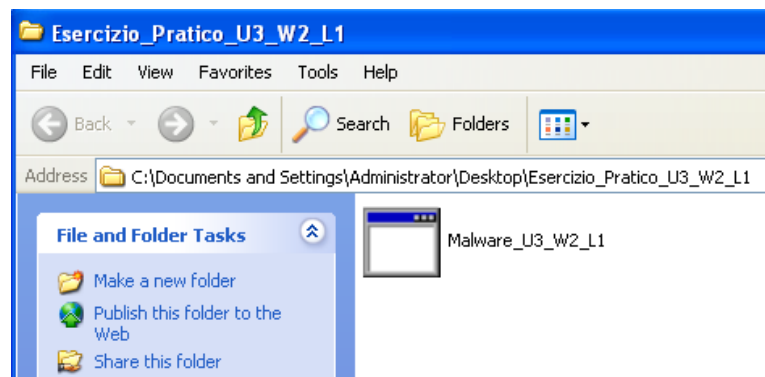 Esercizio_Pratico_U3_W2_L1
File Edit View Favorites Tools Help
Back Search Folders
Address C:\Documents and Settings\Administrator\Desktop\Esercizio_Pratico_U3_W2_L1
File and Folder Tasks
Make a new folder
Publish this folder to the
Web
Share this folder
Malware_U3_W2_L1